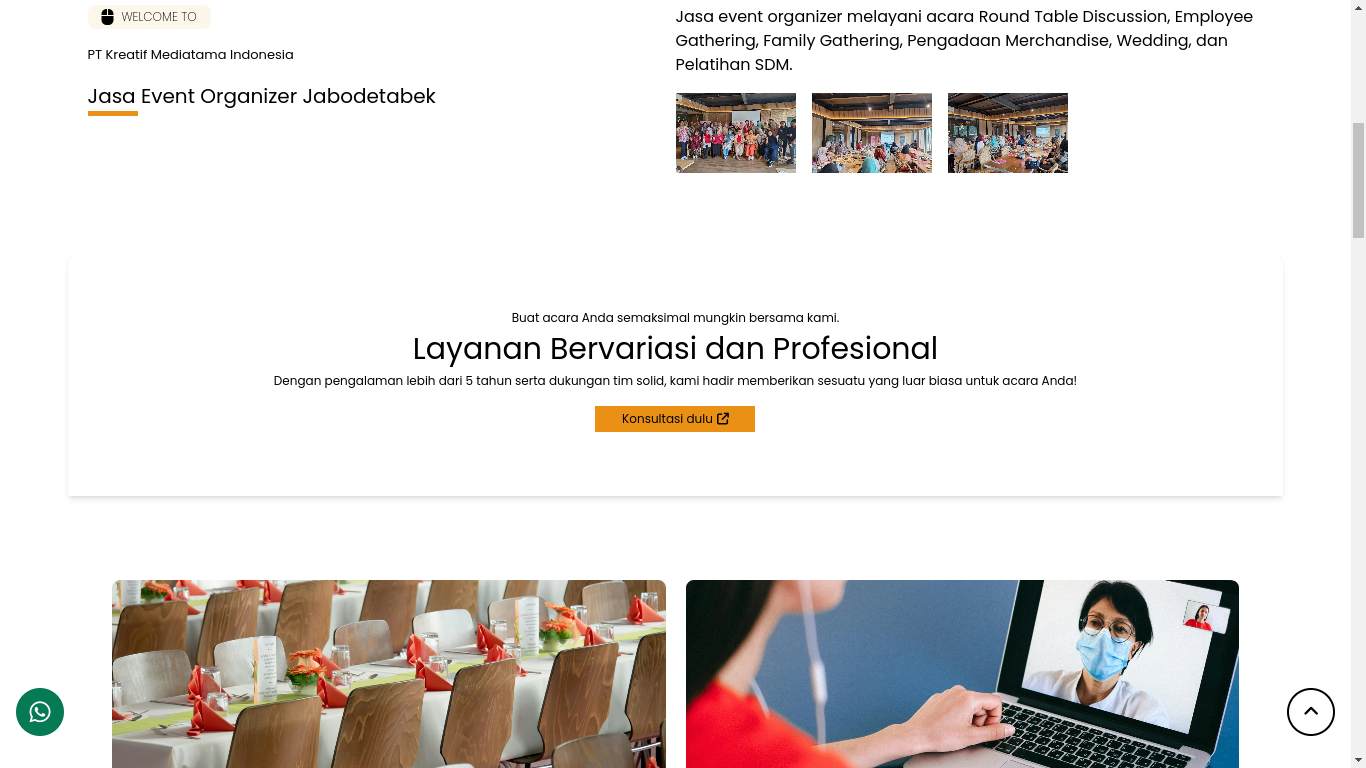 WELCOME TO
PT Kreatif Mediatama Indonesia
Jasa Event Organizer Jabodetabek
Jasa event organizer melayani acara Round Table Discussion, Employee
Gathering, Family Gathering, Pengadaan Merchandise, Wedding, dan
Pelatihan SDM.
Buat acara Anda semaksimal mungkin bersama kami.
Layanan Bervariasi dan Profesional
Dengan pengalaman lebih dari 5 tahun serta dukungan tim solid, kami hadir memberikan sesuatu yang luar biasa untuk acara Anda!
Konsultasi dulu